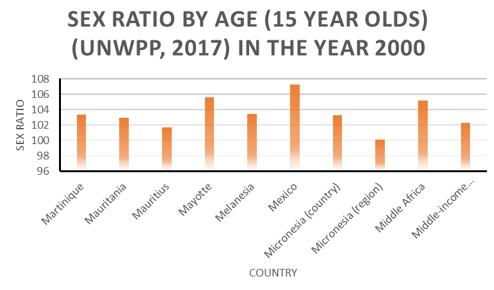 SEX RATIO BY AGE (15 YEAR OLDS)
(UNWPP, 2017) IN THE YEAR 2000
SEX RATIO
108
106
104
102
100
98
96
Martinique
Mauritania
Mauritius
Mayotte
Melanesia
Mexico
Micronesia (country)
Micronesia (region)
Middle Africa
Middle-income...
COUNTRY